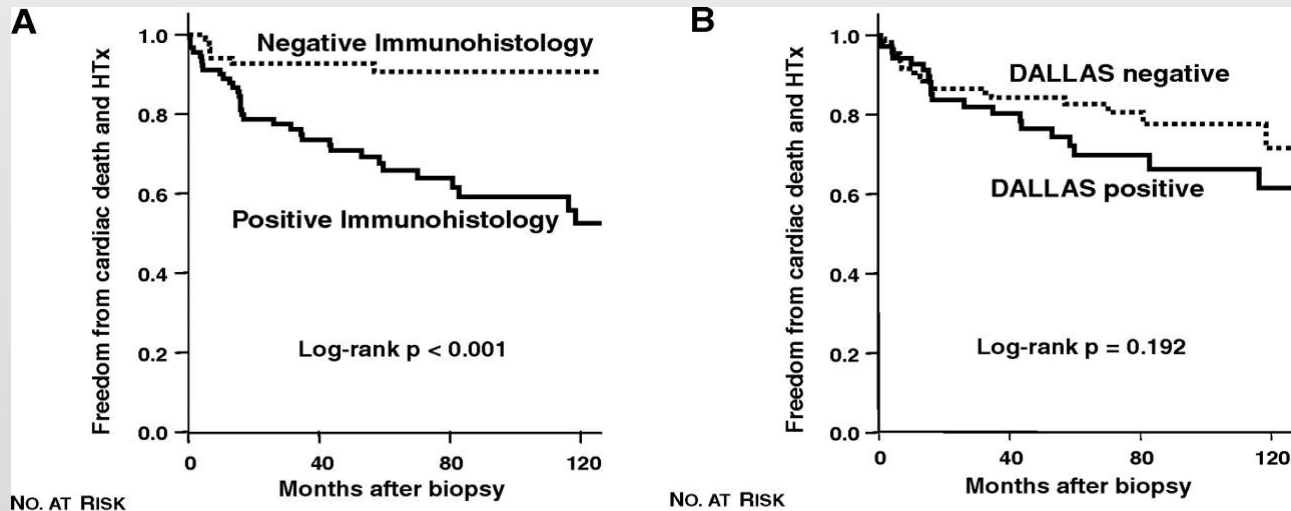 A
Freedom from cardiac death and HTx
1.0
0.8
0.6
0.4
0.2
0.0
Negative Immunohistology
Positive Immunohistology
Log-rank p < 0.001
0 40 80 120
Months after biopsy
NO. AT RISK
B
Freedom from cardiac death and HTx
1.0
0.8
0.6
0.4
0.2
0.0
DALLAS negative
DALLAS positive
Log-rank p = 0.192
0 40 80 120
Months after biopsy
NO. AT RISK